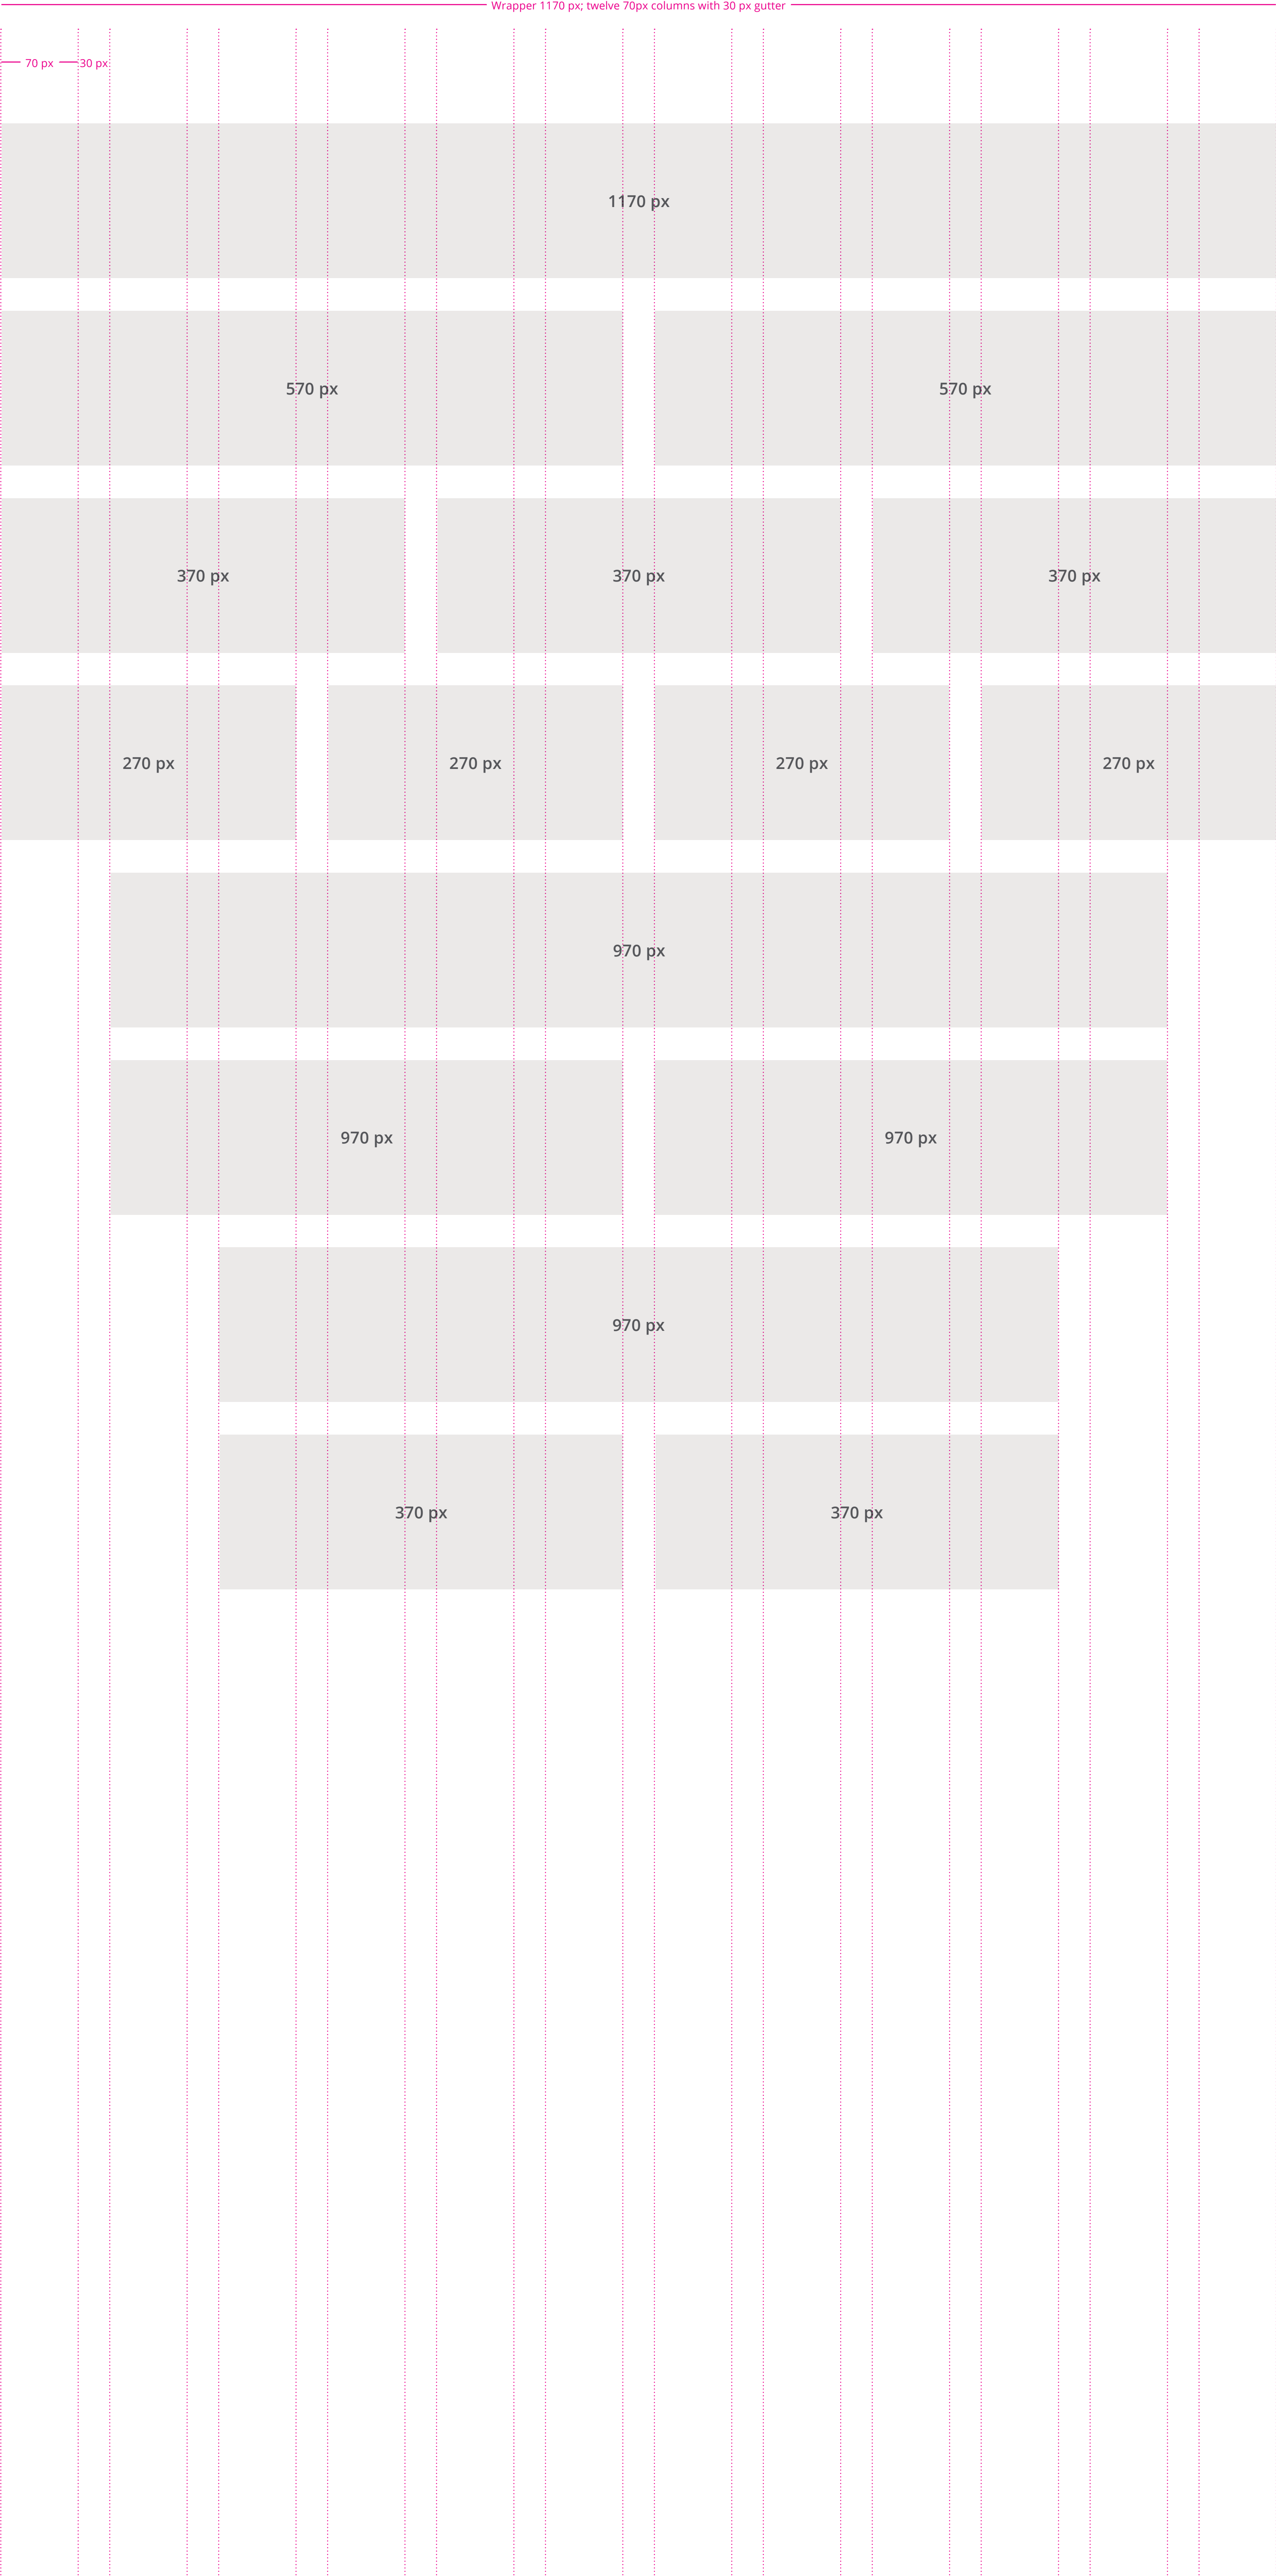 Wrapper 1170 px; twelve 70px columns with 30 px gutter
70 px 30 px
1170 px
570 px 570 px
370 px 370 px 370 px
270 px 270 px 270 px 270 px
970 px
970 px 970 px
970 px
370 px 370 px